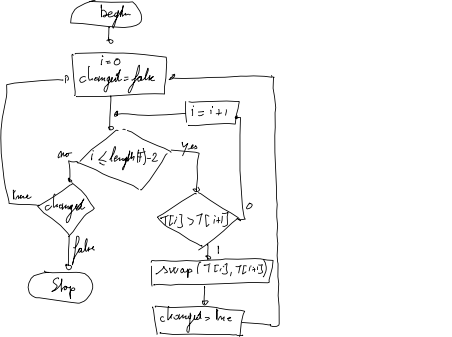 begin
i=0
changed=false
i=i+1
no
i≤length(T)-2
yes
true
changed
T[i]>T[i+1]
0
false
1
Stop
swap(T[i],T[i+1])
changed=true